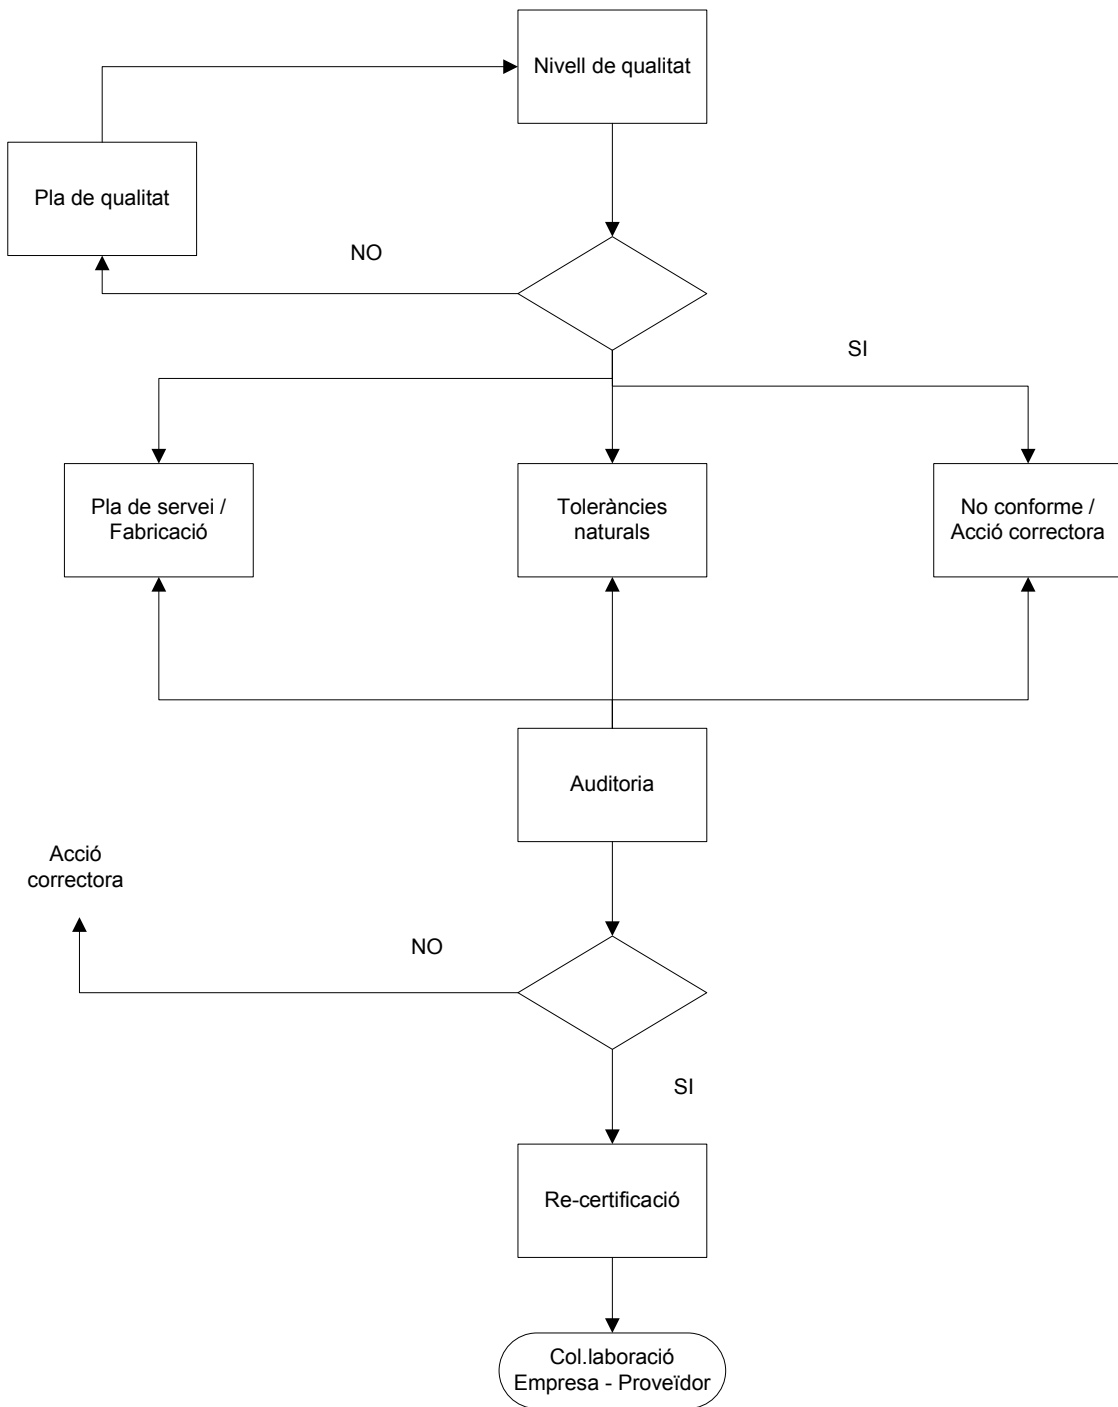 Nivell de qualitat
Pla de qualitat
NO
SI
Pla de servei /
Fabricació
Toleràncies
naturals
No conforme /
Acció correctora
Auditoria
Acció
correctora
NO
SI
Re-certificació
Col.laboració
Empresa - Proveïdor